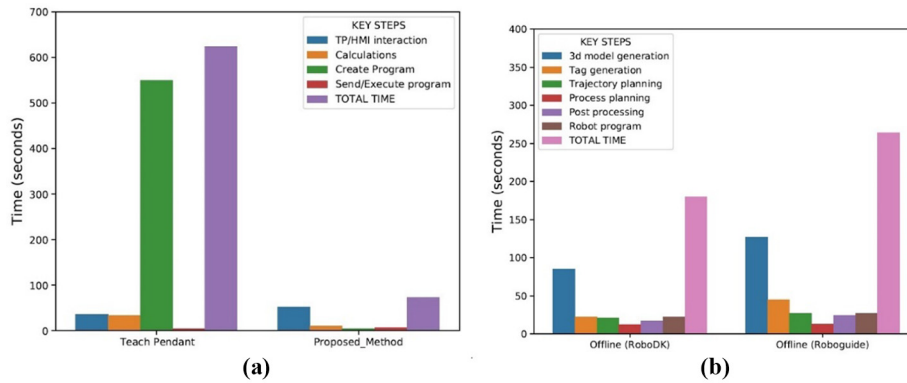 700
600
500
400
300
200
100
0
Time (seconds)
KEY STEPS
TP/HMI interaction
Calculations
Create Program
Send/Execute program
TOTAL TIME
Teach Pendant
Proposed_Method
(a)
400
350
300
250
200
150
100
50
0
Time (seconds)
KEY STEPS
3d model generation
Tag generation
Trajectory planning
Process planning
Post processing
Robot program
TOTAL TIME
Offline (RoboDK)
Offline (Roboguide)
(b)